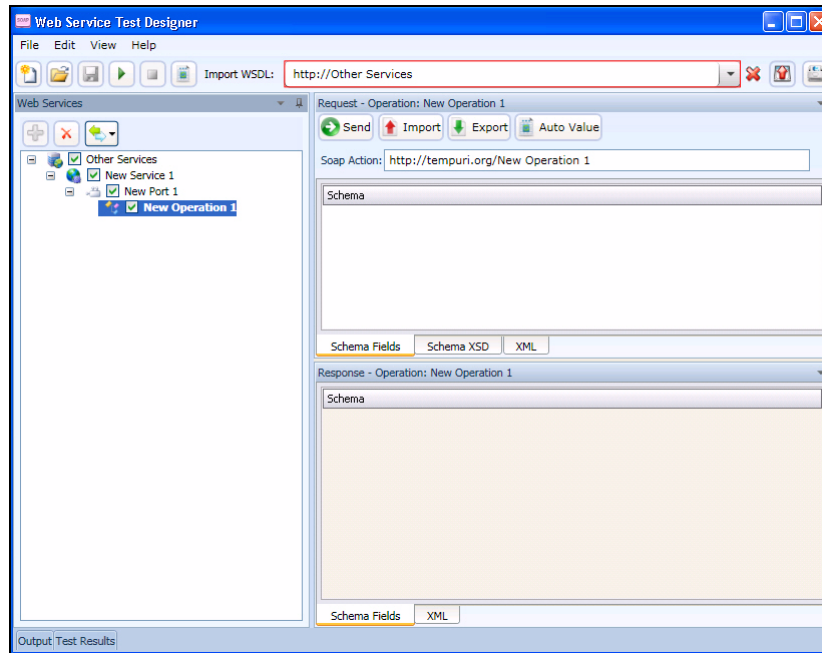 SOAP Web Service Test Designer
File Edit View Help
Import WSDL: http://Other Services
Web Services
Other Services
New Service 1
New Port 1
New Operation 1
Request - Operation: New Operation 1
Send Import Export Auto Value
Soap Action: http://tempuri.org/New Operation 1
Schema
Schema Fields Schema XSD XML
Response - Operation: New Operation 1
Schema
Schema Fields XML
Output Test Results